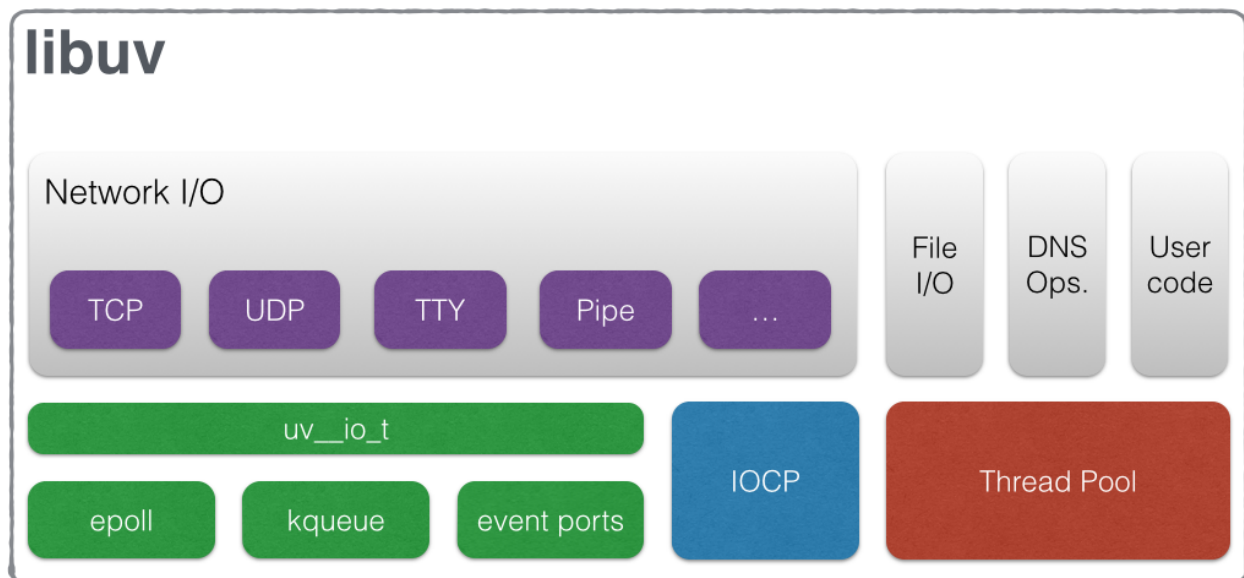 libuv
Network I/O
TCP
UDP
TTY
Pipe
...
File
I/O
DNS
Ops.
User
code
uv__io_t
epoll
kqueue
event ports
IOCP
Thread Pool